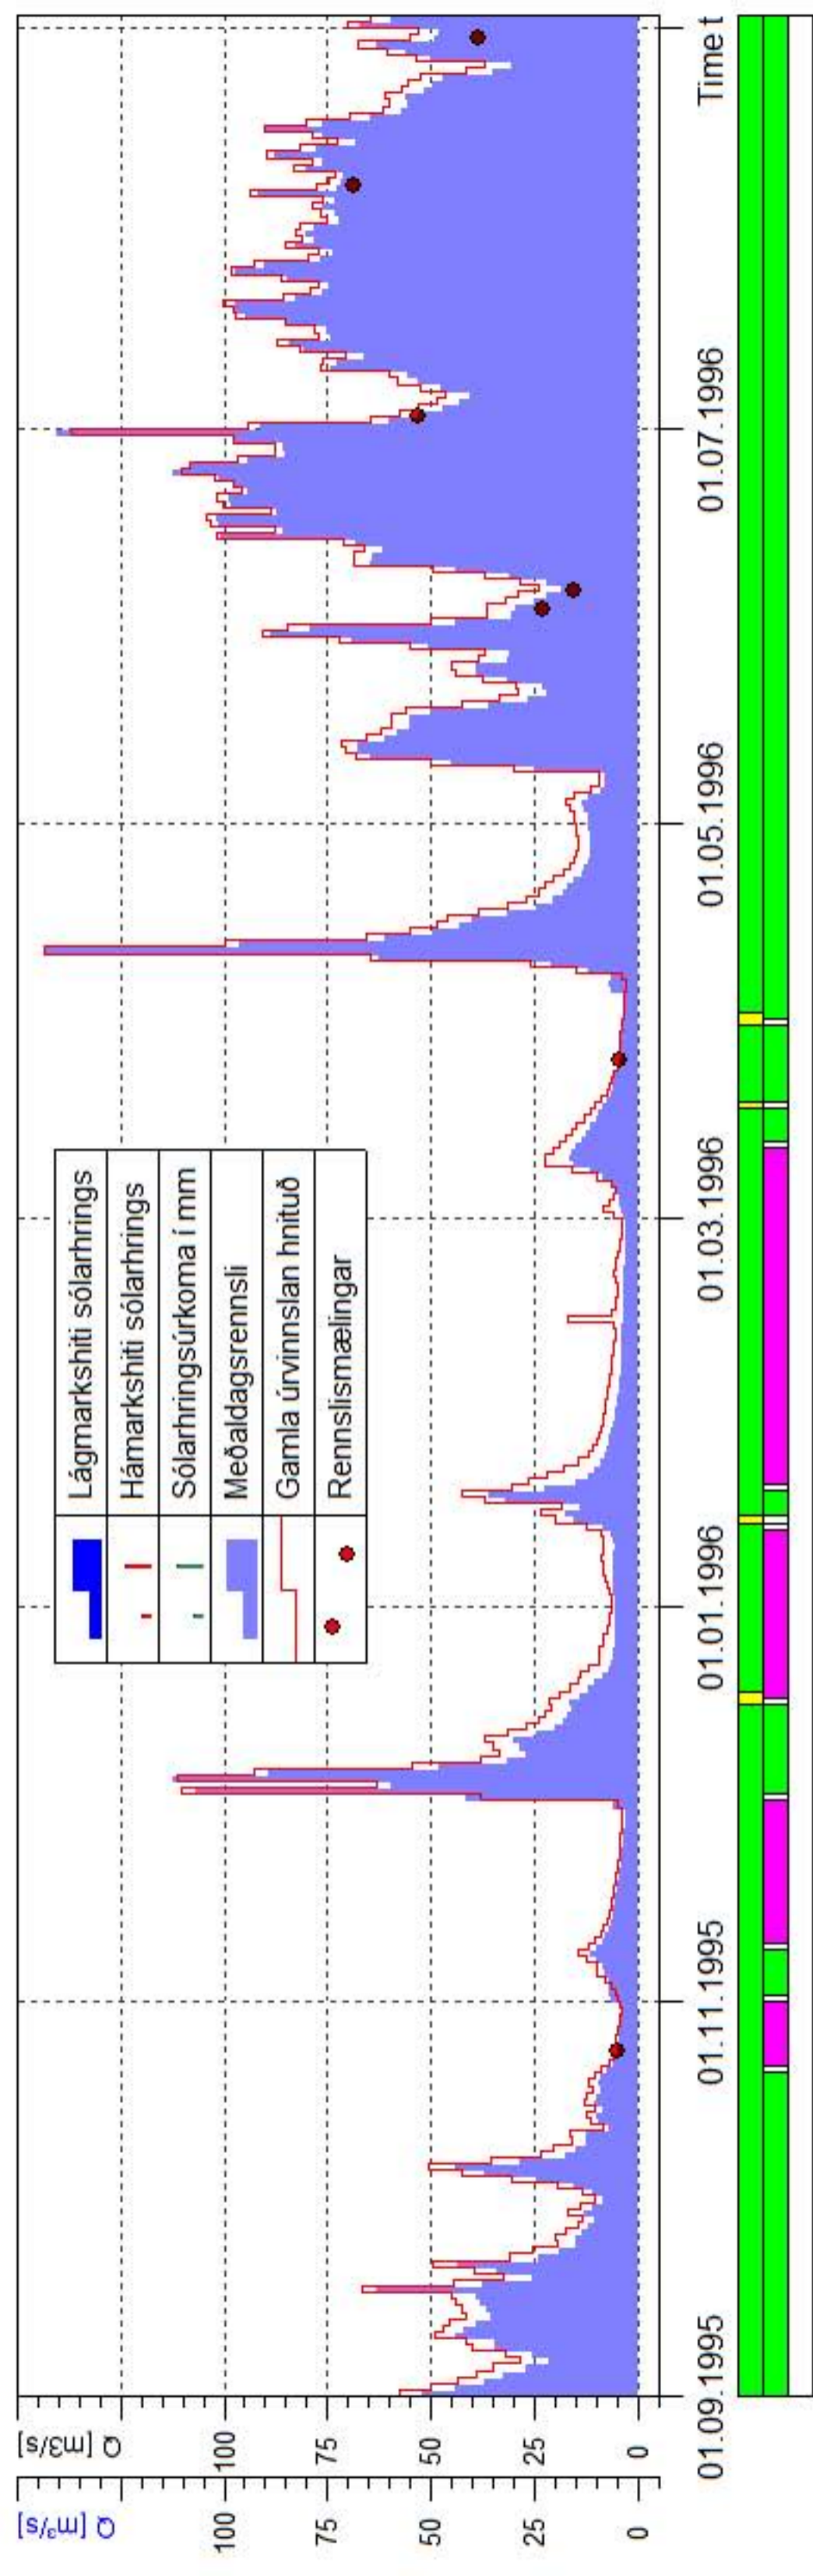 Q [m³/s]
100
75
50
25
0
Q [m3/s]
100
75
50
25
0
Lágmarkshiti sólarhrings
Hámarkshiti sólarhrings
Sólarhringsúrkoma í mm
Meðaldagsrennsli
Gamla úrvinnslan hnituð
Rennslismælingar
01.09.1995
01.11.1995
01.01.1996
01.03.1996
01.05.1996
01.07.1996
Time t